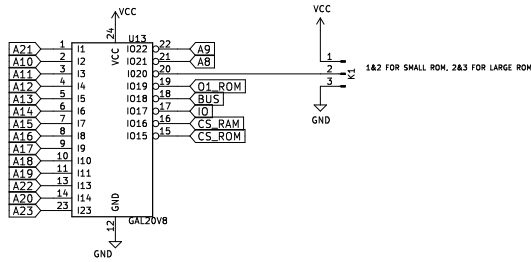 VCC
VCC
U13
24
VCC
A21 1 I1 IO22 22 A9
A10 2 I2 IO21 21 A8
A11 3 I3 IO20 20
A12 4 I4 IO19 19 O1_ROM
A13 5 I5 IO18 18 BUS
A14 6 I6 IO17 17 IO
A15 7 I7 IO16 16 CS_RAM
A16 8 I8 IO15 15 CS_ROM
A17 9 I9
A18 10 I10
A19 11 I11
A22 13 I13
A20 14 I14
A23 23 I23
GND
12
GAL20V8
GND
1
2
3
K1
1&2 FOR SMALL ROM, 2&3 FOR LARGE ROM
GND